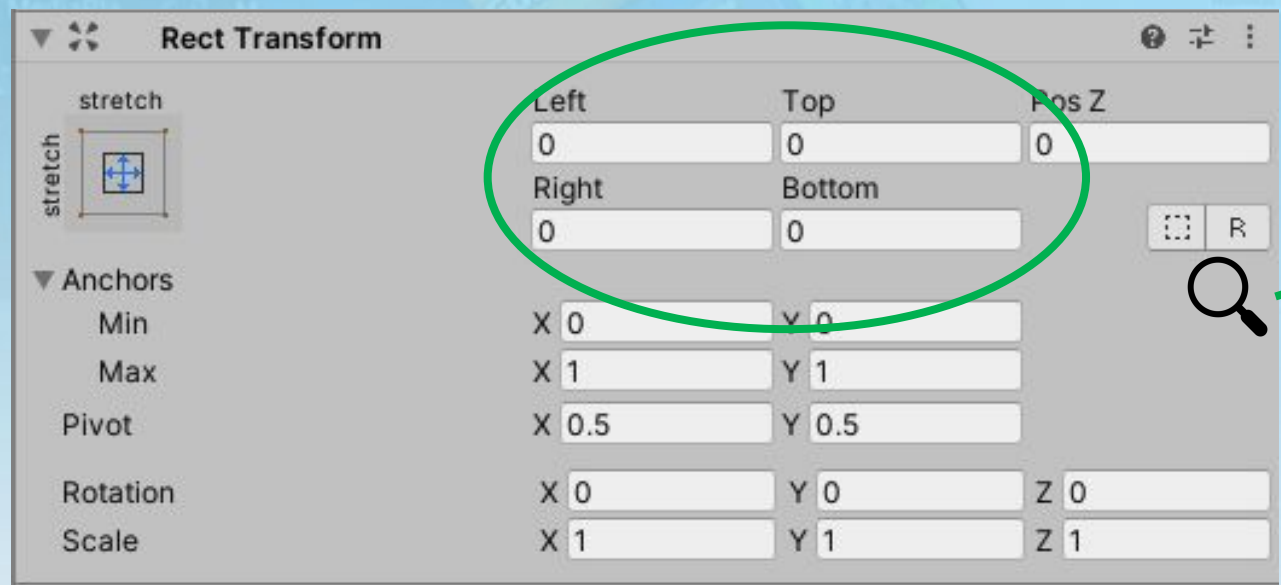 Rect Transform
stretch
stretch
Left Top Pos Z
0 0 0
Right Bottom
0 0
R
Anchors
Min X 0 Y 0
Max X 1 Y 1
Pivot X 0.5 Y 0.5
Rotation X 0 Y 0 Z 0
Scale X 1 Y 1 Z 1